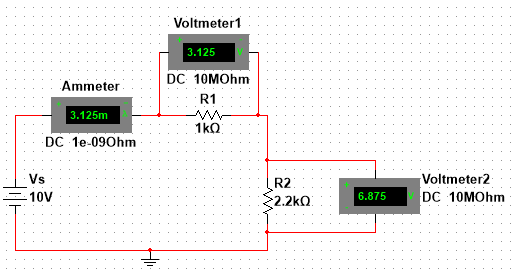 Voltmeter1
3.125 V
DC 10MOhm
Ammeter
3.125m
DC 1e-09Ohm
R1
1kΩ
Vs
10V
R2
2.2kΩ
Voltmeter2
6.875 V
DC 10MOhm